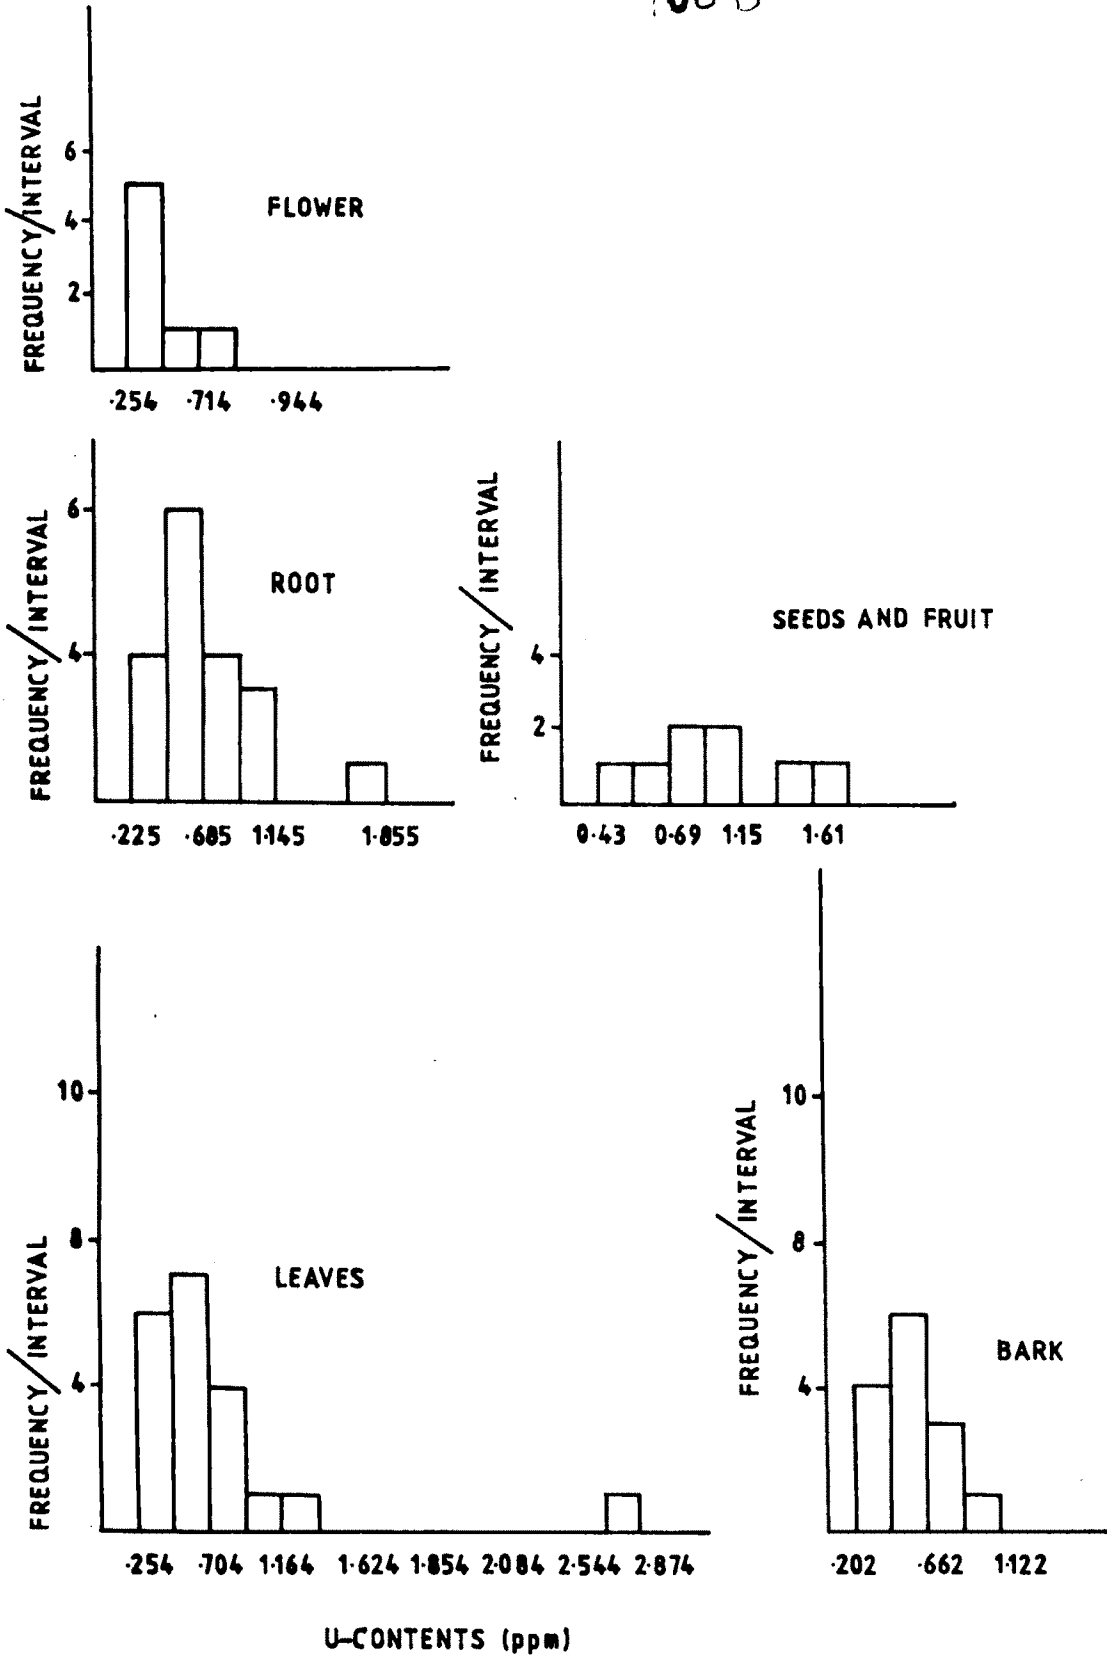 FREQUENCY/INTERVAL
6
4
2
FLOWER
·254 ·714 ·944
FREQUENCY/INTERVAL
6
4
ROOT
·225 ·685 1·145 1·855
FREQUENCY/INTERVAL
4
2
SEEDS AND FRUIT
0·43 0·69 1·15 1·61
FREQUENCY/INTERVAL
10
8
4
LEAVES
·254 ·704 1·164 1·624 1·854 2·084 2·544 2·874
FREQUENCY/INTERVAL
10
8
4
BARK
·202 ·662 1·122
U-CONTENTS (ppm)